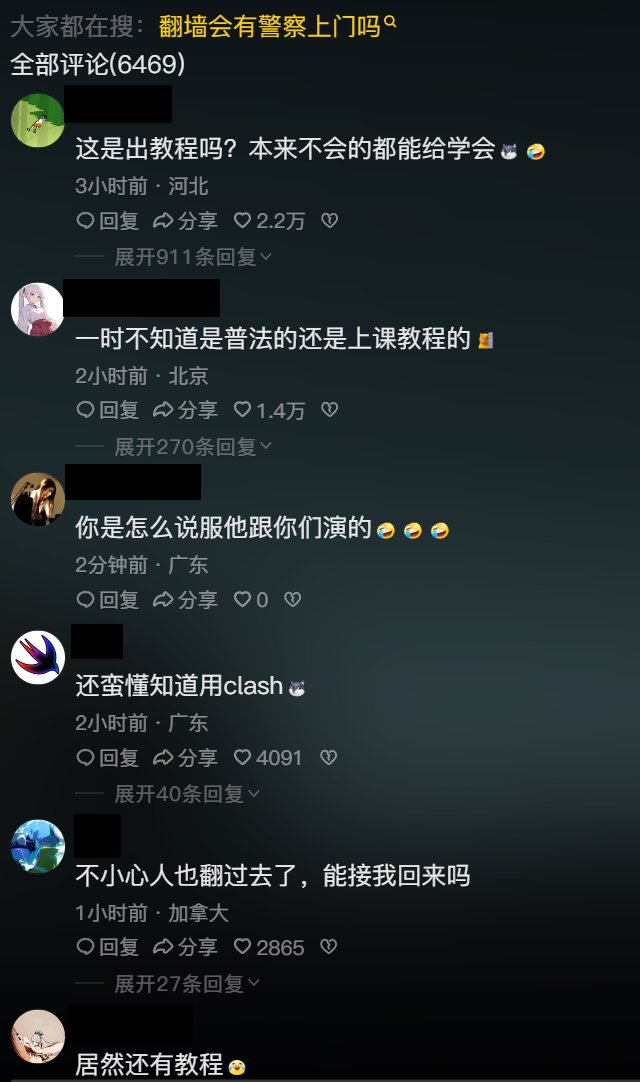 大家都在搜：翻墙会有警察上门吗
全部评论(6469)
这是出教程吗？本来不会的都能给学会
3小时前 · 河北
回复 分享 2.2万
展开911条回复
一时不知道是普法的还是上课教程的
2小时前 · 北京
回复 分享 1.4万
展开270条回复
你是怎么说服他跟你们演的
2分钟前 · 广东
回复 分享 0
还蛮懂知道用clash
2小时前 · 广东
回复 分享 4091
展开40条回复
不小心人也翻过去了，能接我回来吗
1小时前 · 加拿大
回复 分享 2865
展开27条回复
居然还有教程